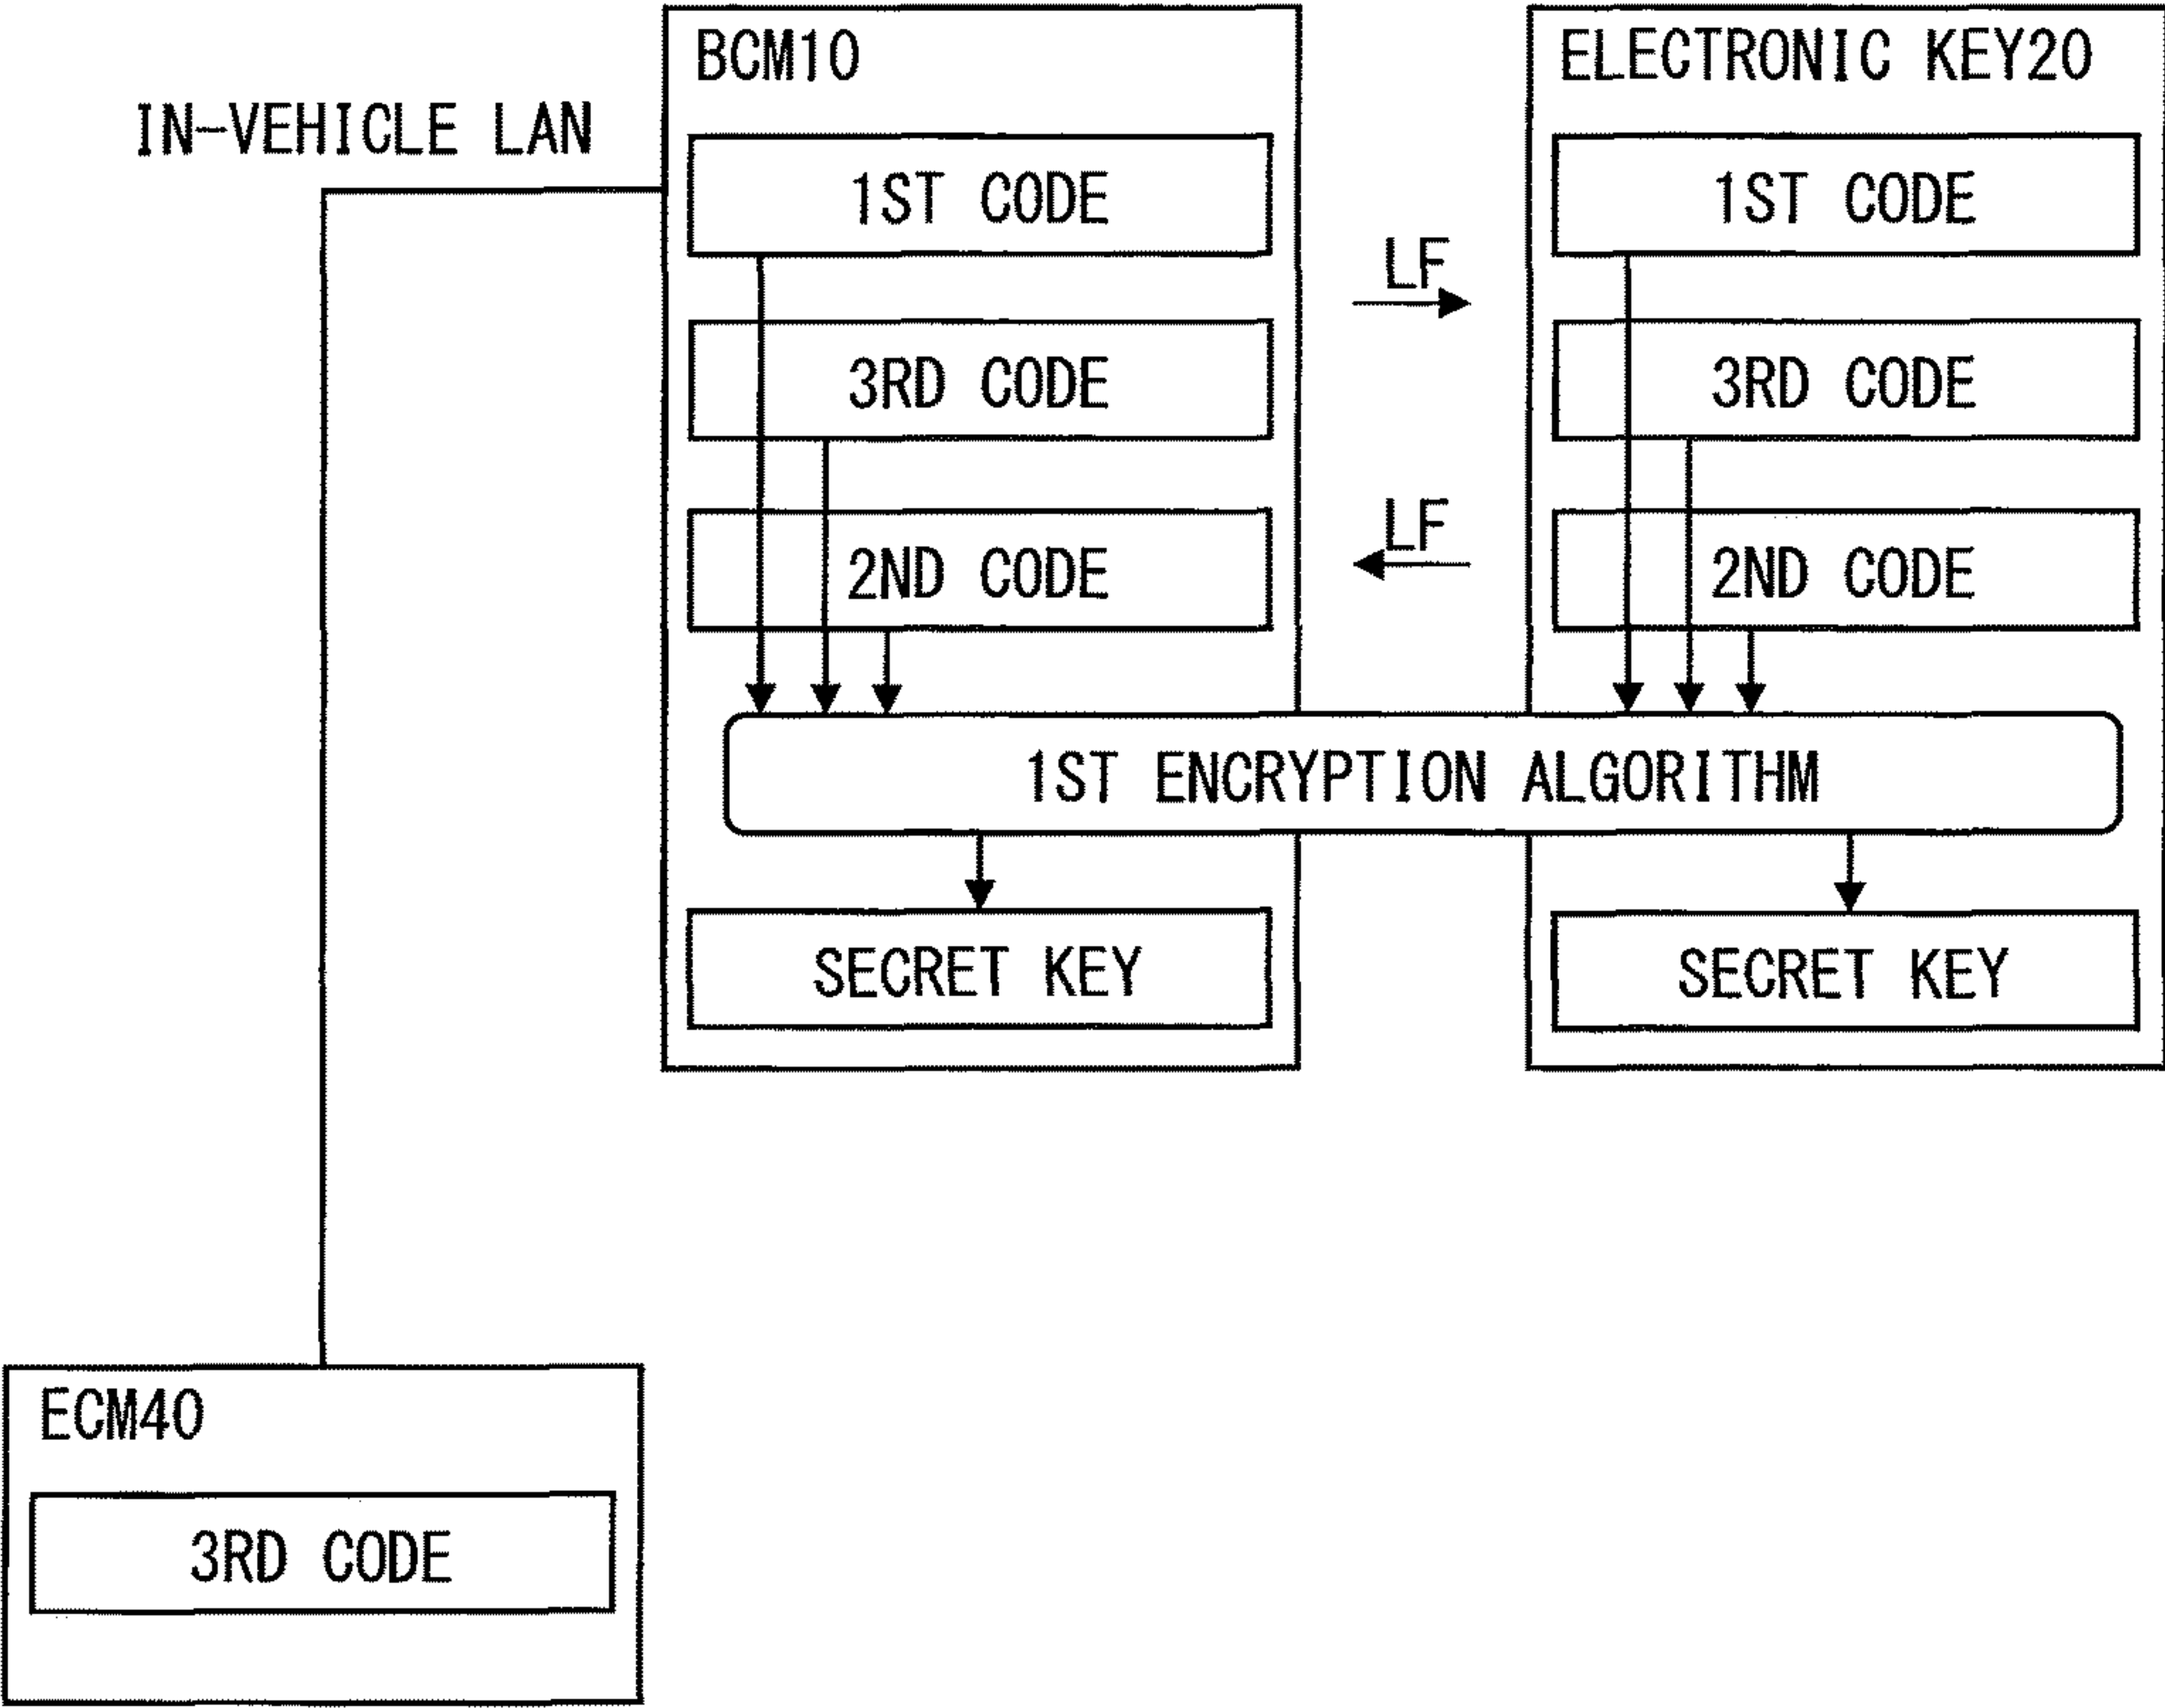 IN-VEHICLE LAN
BCM10
1ST CODE
3RD CODE
2ND CODE
LF
LF
ELECTRONIC KEY20
1ST CODE
3RD CODE
2ND CODE
1ST ENCRYPTION ALGORITHM
SECRET KEY
SECRET KEY
ECM40
3RD CODE